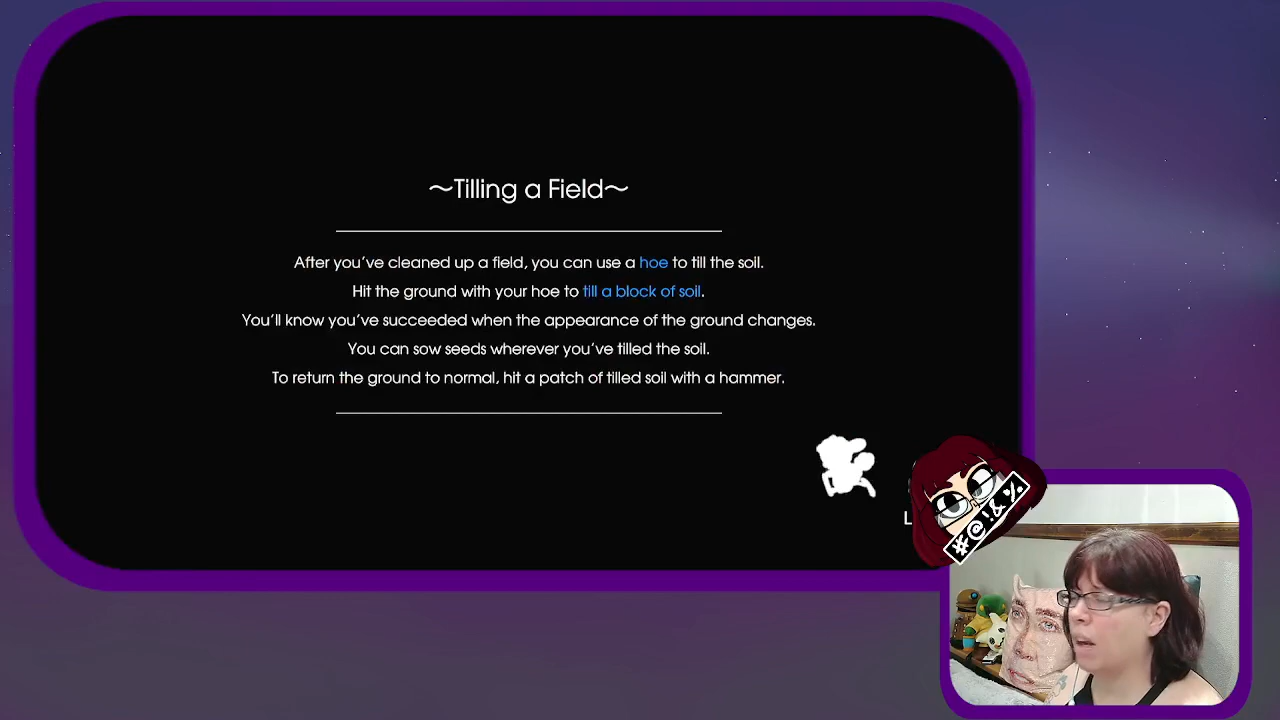 ～Tilling a Field～
After you've cleaned up a field, you can use a hoe to till the soil.
Hit the ground with your hoe to till a block of soil.
You'll know you've succeeded when the appearance of the ground changes.
You can sow seeds wherever you've tilled the soil.
To return the ground to normal, hit a patch of tilled soil with a hammer.
L
#@!&%